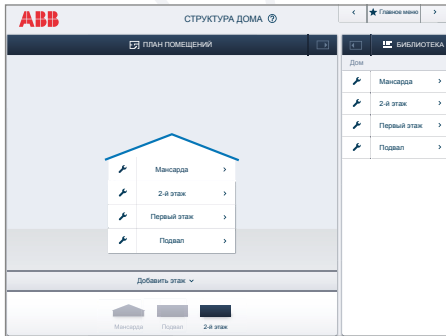 ABB
СТРУКТУРА ДОМА ?
Главное меню
ПЛАН ПОМЕЩЕНИЙ
БИБЛИОТЕКА
Дом
Мансарда
2-й этаж
Первый этаж
Подвал
Мансарда
2-й этаж
Первый этаж
Подвал
Добавить этаж
Мансарда Подвал 2-й этаж